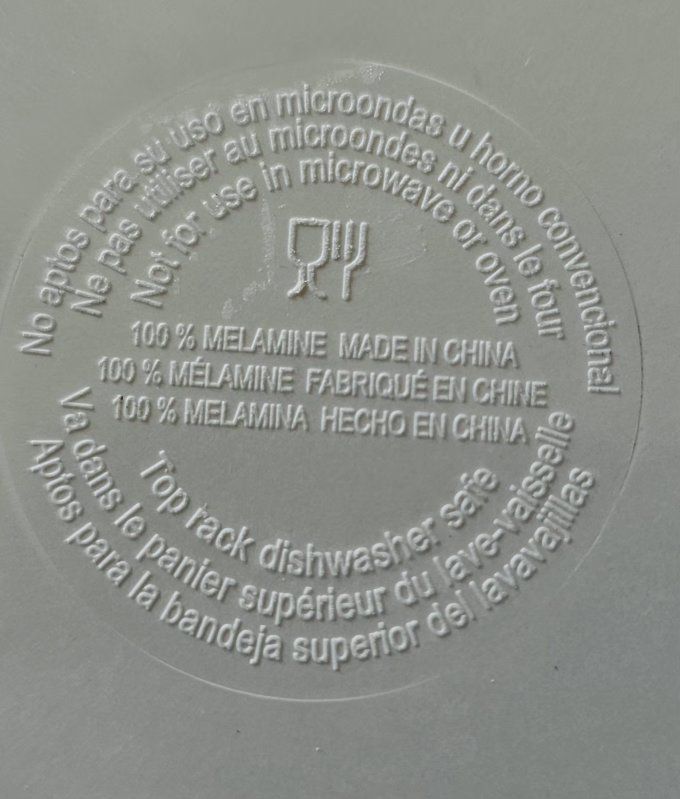 No aptos para su uso en microondas u horno convencional
Ne pas utiliser au microondes ni dans le four
Not for use in microwave or oven
100 % MELAMINE MADE IN CHINA
100 % MÉLAMINE FABRIQUÉ EN CHINE
100 % MELAMINA HECHO EN CHINA
Top rack dishwasher safe
Va dans le panier supérieur du lave-vaisselle
Aptos para la bandeja superior del lavavajillas